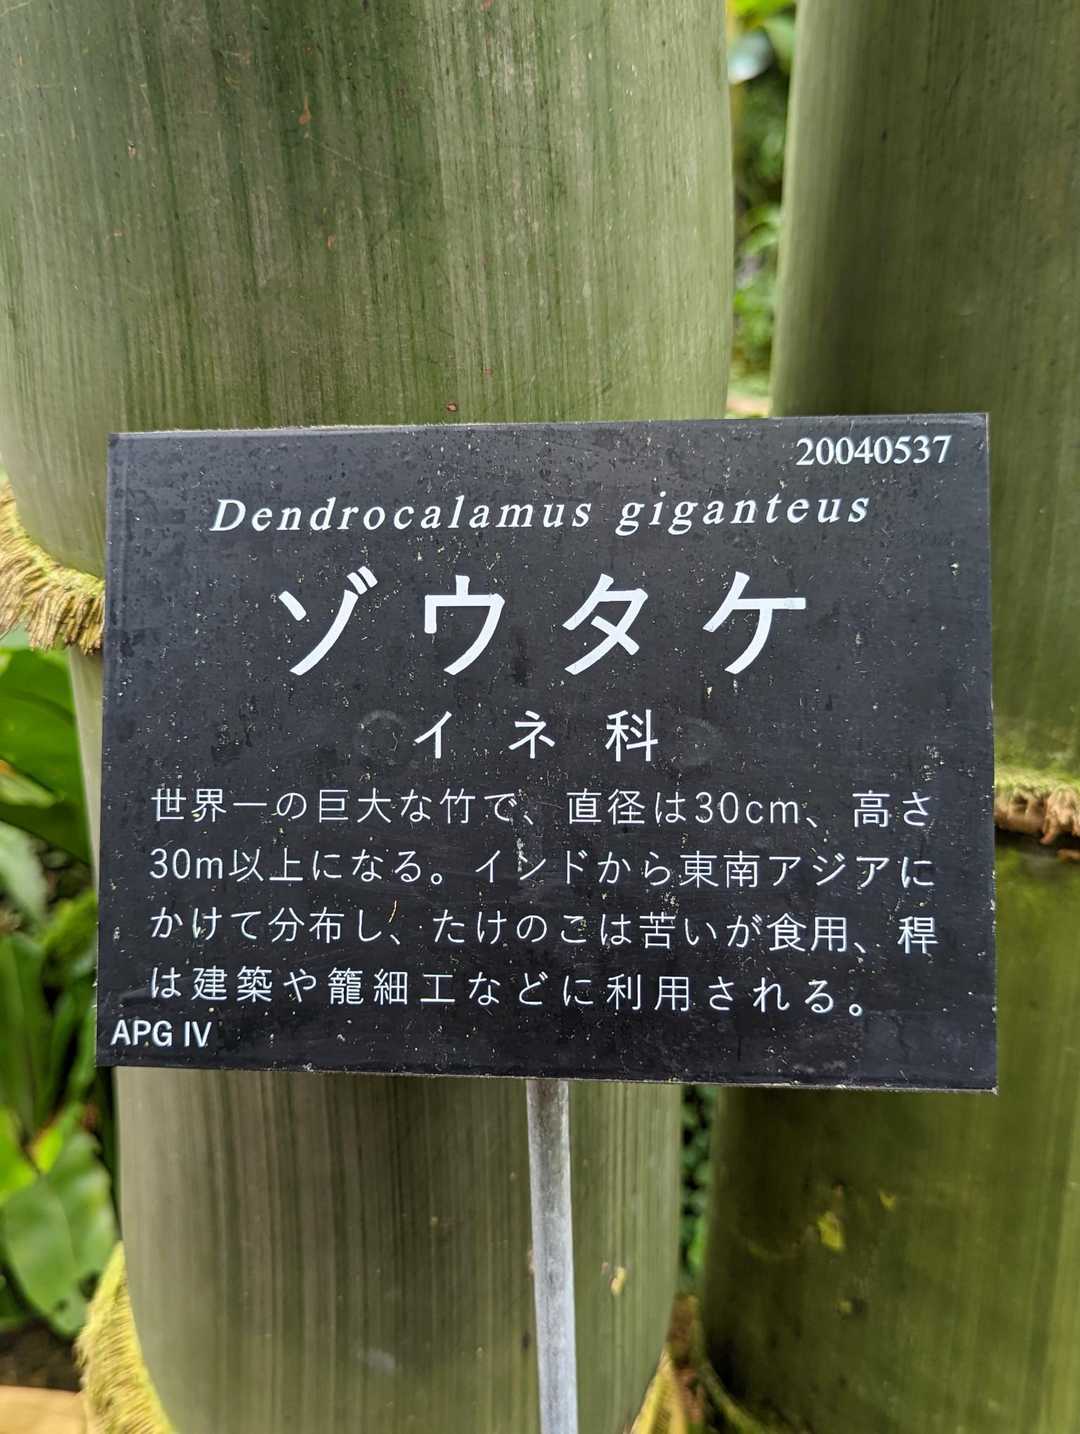 20040537
Dendrocalamus giganteus
ゾウタケ
イネ科
世界一の巨大な竹で、直径は30cm、高さ
30m以上になる。インドから東南アジアに
かけて分布し、たけのこは苦いが食用、稈
は建築や籠細工などに利用される。
APG IV